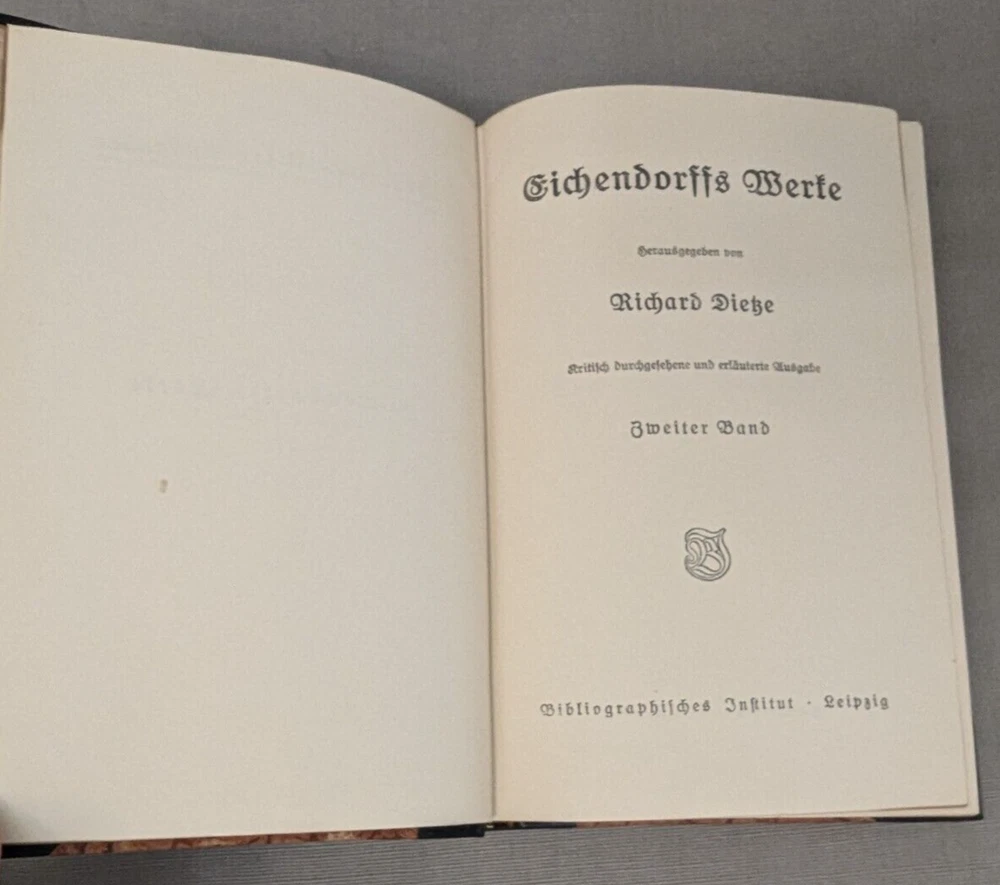 Eichendorffs Werke
Herausgegeben von
Richard Dietze
Kritisch durchgesehene und erläuterte Ausgabe
Zweiter Band
Bibliographisches Institut · Leipzig